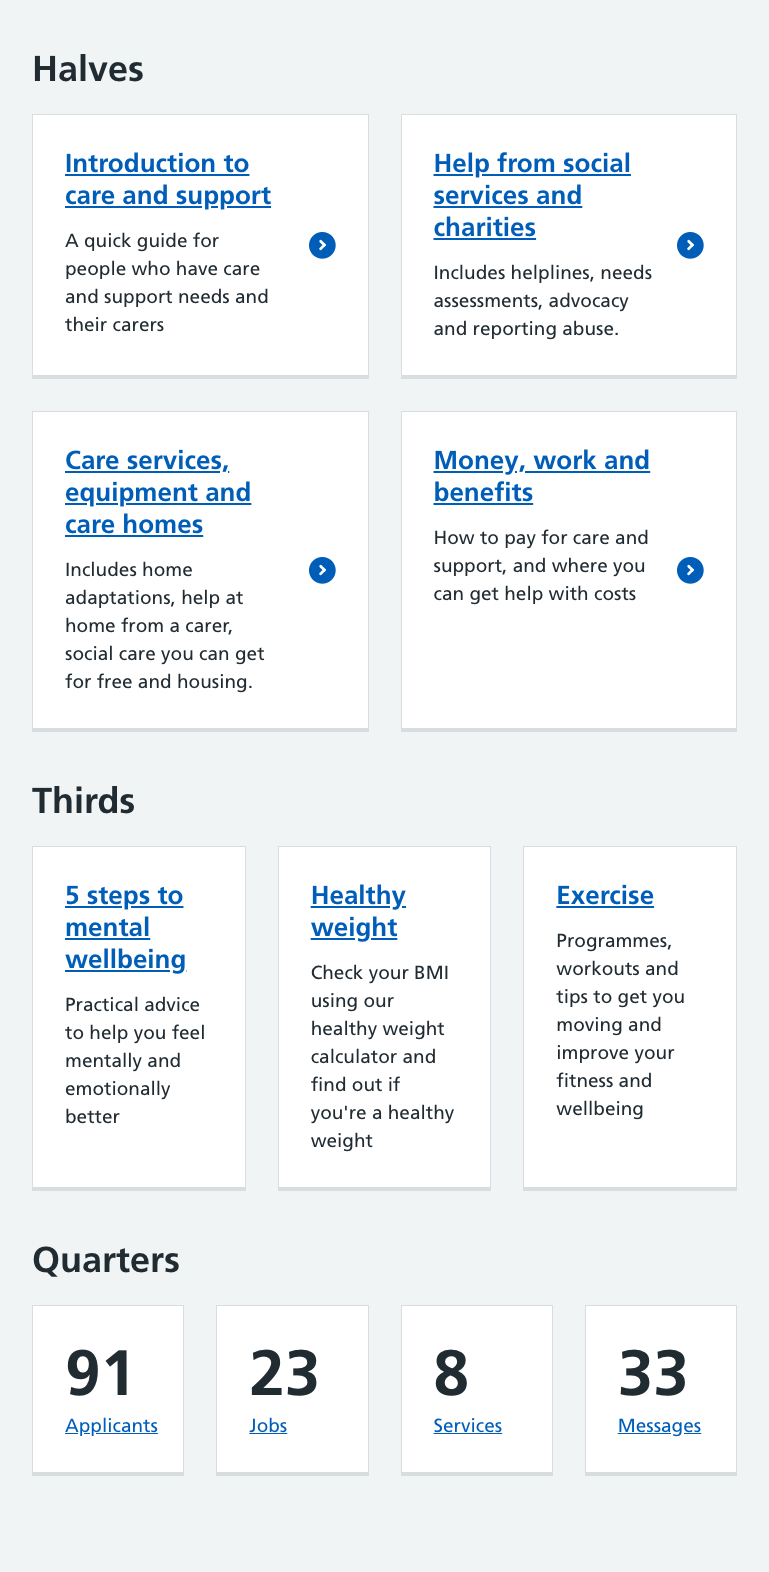 Halves
Introduction to
care and support
A quick guide for
people who have care
and support needs and
their carers
Help from social
services and
charities
Includes helplines, needs
assessments, advocacy
and reporting abuse.
Care services,
equipment and
care homes
Includes home
adaptations, help at
home from a carer,
social care you can get
for free and housing.
Money, work and
benefits
How to pay for care and
support, and where you
can get help with costs
Thirds
5 steps to
mental
wellbeing
Practical advice
to help you feel
mentally and
emotionally
better
Healthy
weight
Check your BMI
using our
healthy weight
calculator and
find out if
you're a healthy
weight
Exercise
Programmes,
workouts and
tips to get you
moving and
improve your
fitness and
wellbeing
Quarters
91
Applicants
23
Jobs
8
Services
33
Messages